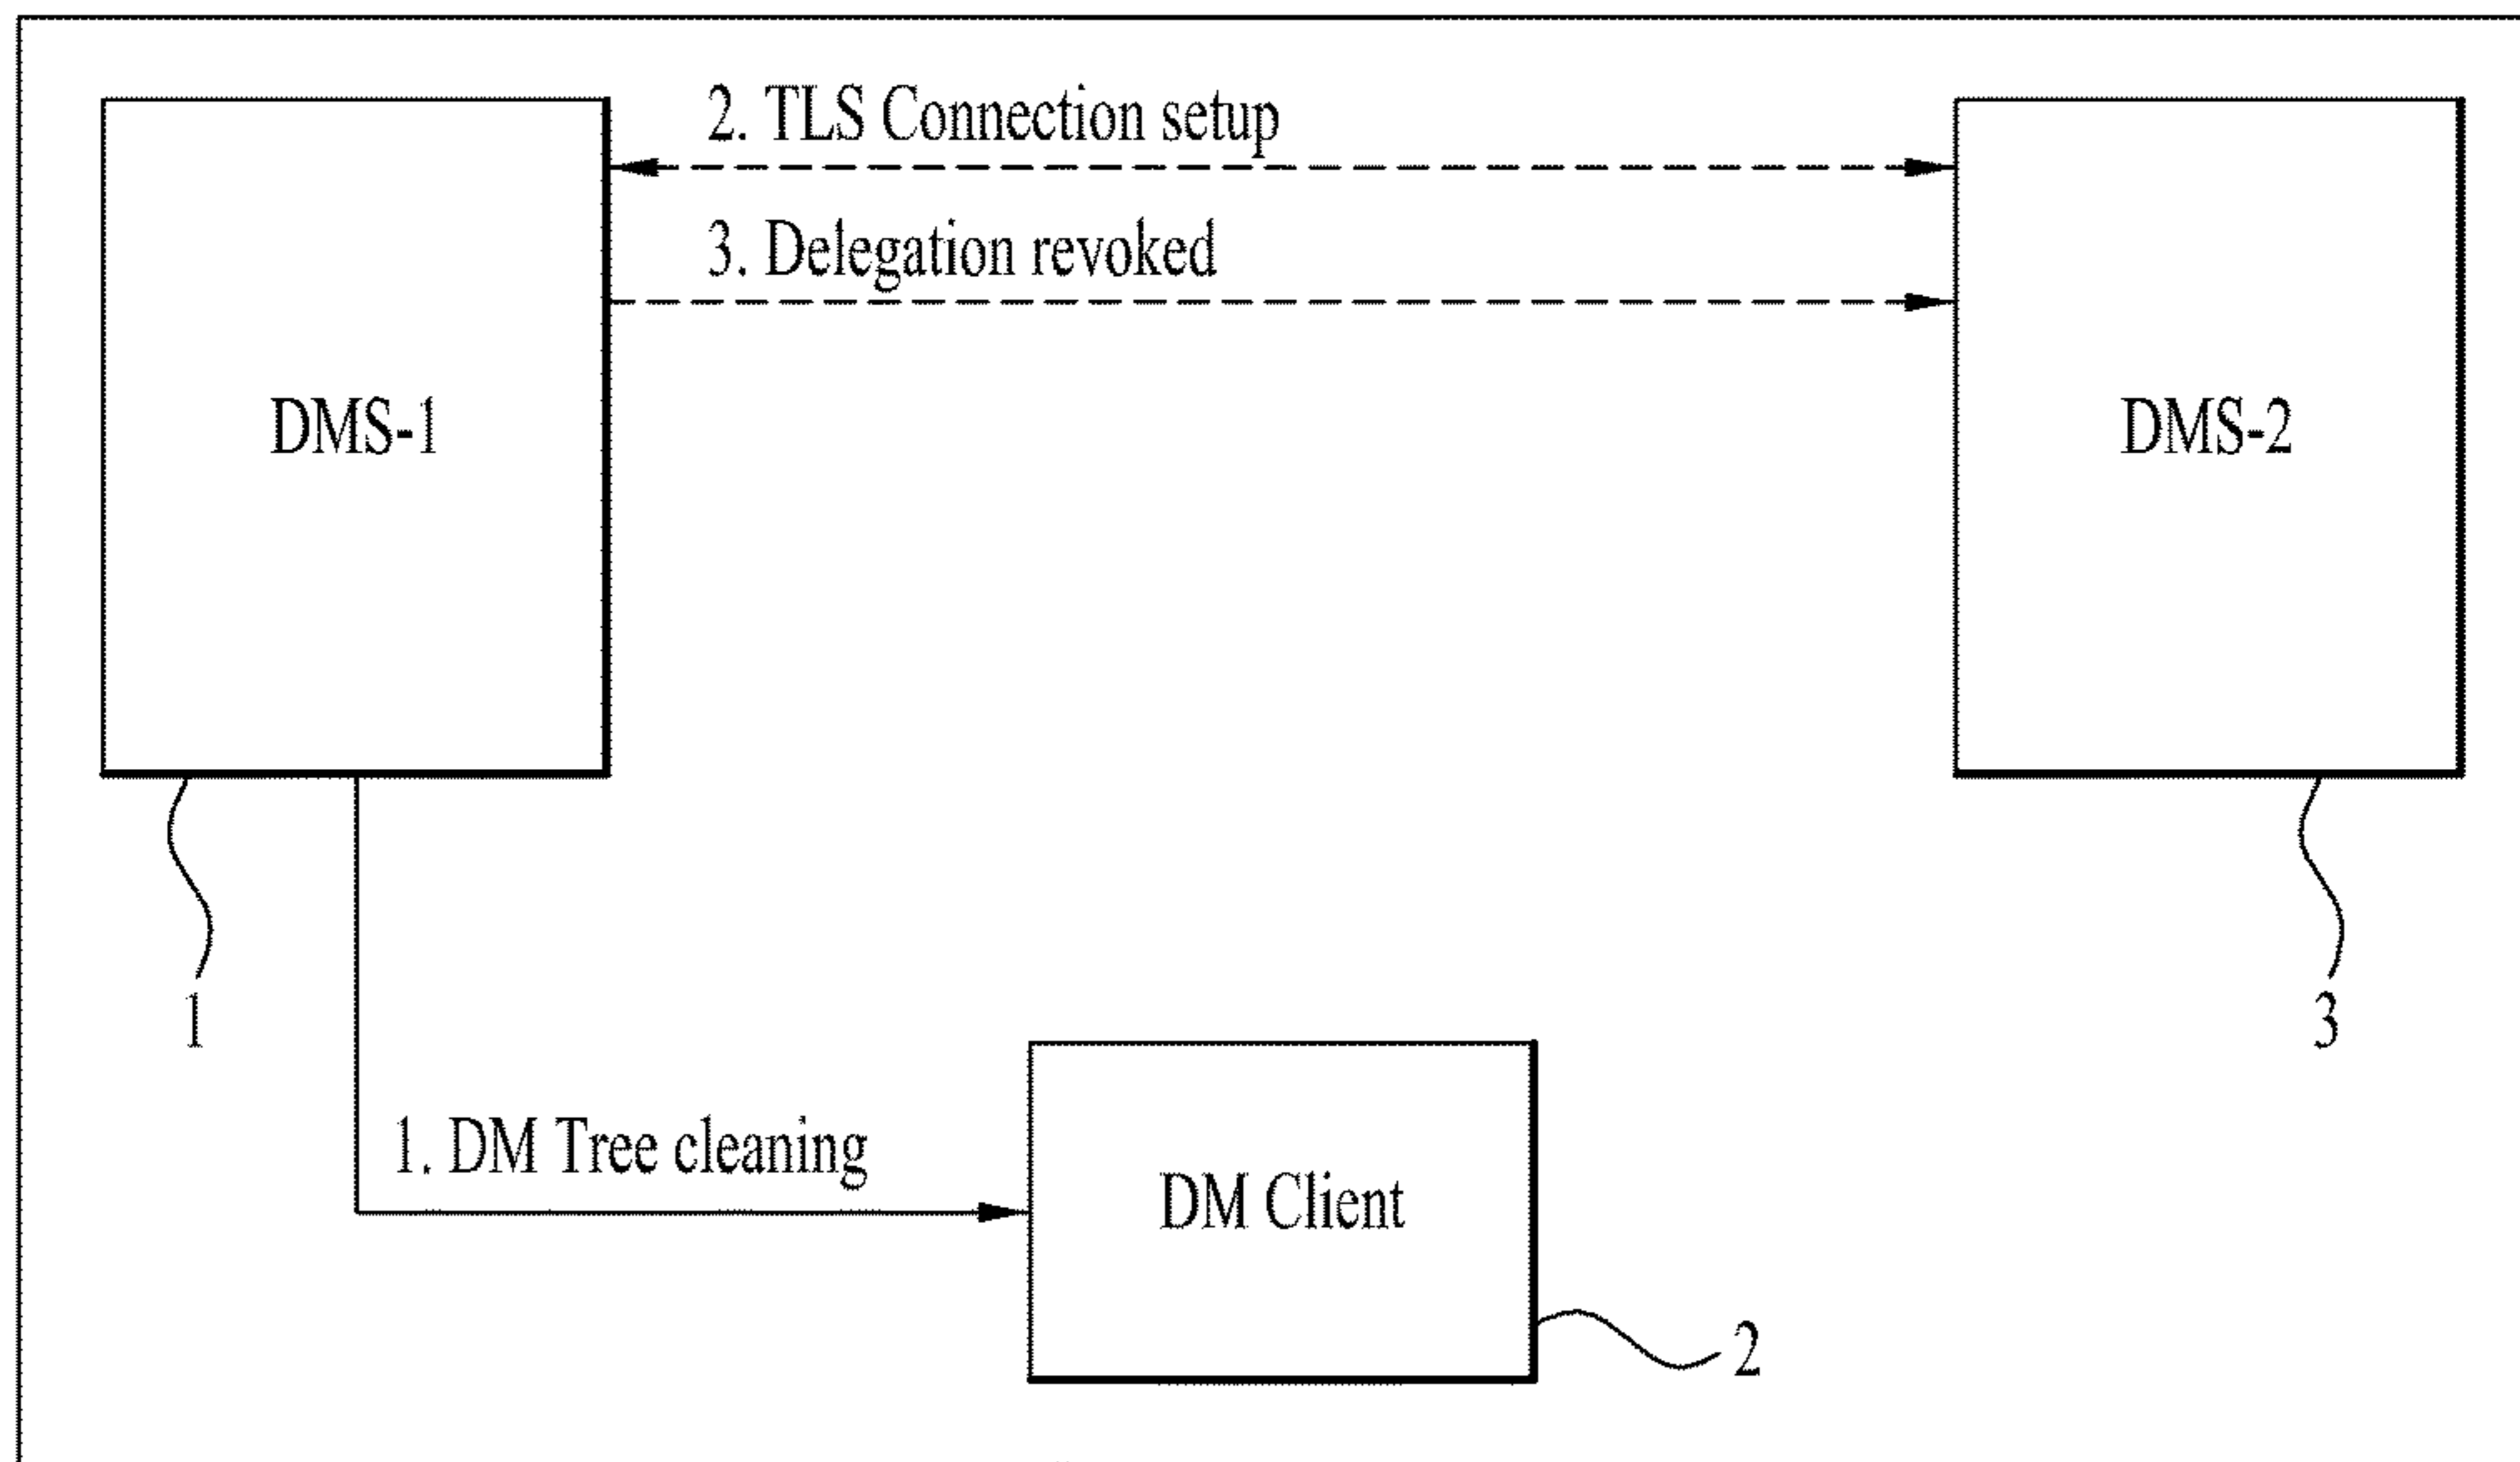 2. TLS Connection setup
3. Delegation revoked
DMS-1
DMS-2
1
3
1. DM Tree cleaning
DM Client
2